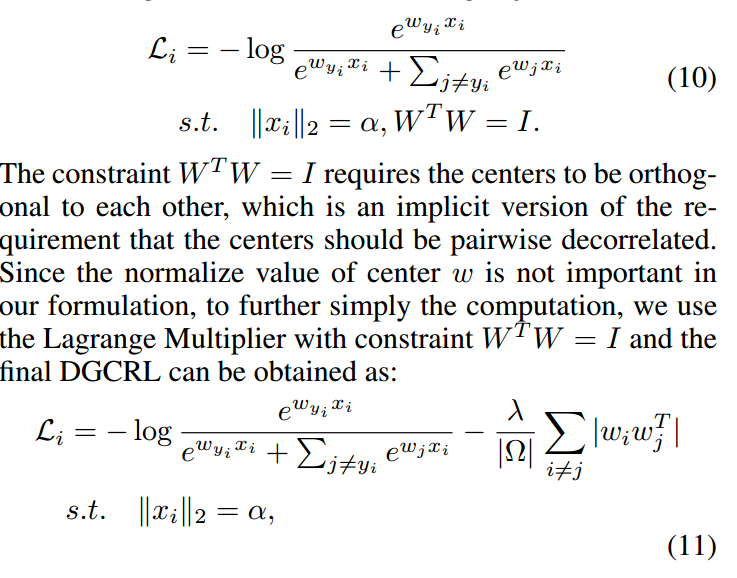 \mathcal{L}_i = -\log \frac{e^{w_{y_i} x_i}}{e^{w_{y_i} x_i} + \sum_{j \neq y_i} e^{w_j x_i}}
(10)
s.t. \|x_i\|_2 = \alpha, W^T W = I.
The constraint W^T W = I requires the centers to be orthog-
onal to each other, which is an implicit version of the re-
quirement that the centers should be pairwise decorrelated.
Since the normalize value of center w is not important in
our formulation, to further simply the computation, we use
the Lagrange Multiplier with constraint W^T W = I and the
final DGCRL can be obtained as:
\mathcal{L}_i = -\log \frac{e^{w_{y_i} x_i}}{e^{w_{y_i} x_i} + \sum_{j \neq y_i} e^{w_j x_i}} - \frac{\lambda}{|\Omega|} \sum_{i \neq j} |w_i w_j^T|
s.t. \|x_i\|_2 = \alpha,
(11)